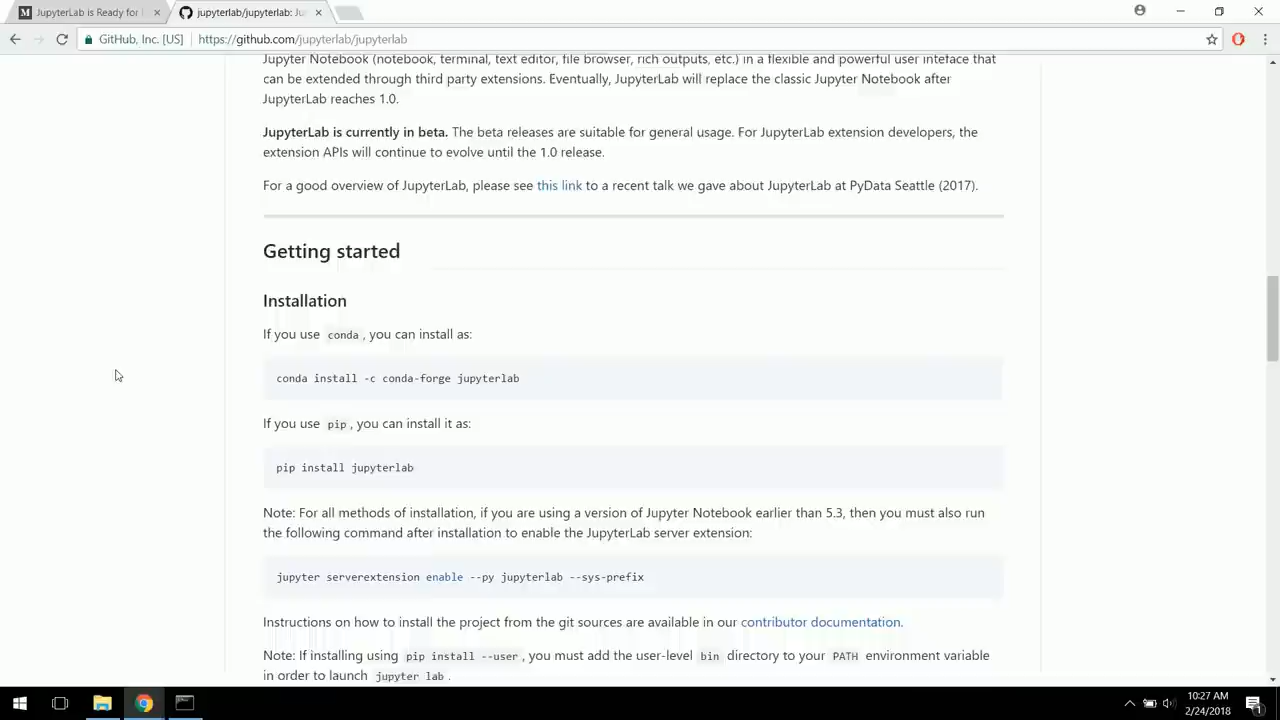 JupyterLab is Ready for
jupyterlab/jupyterlab: Ju
GitHub, Inc. [US]
https://github.com/jupyterlab/jupyterlab
Jupyter Notebook (notebook, terminal, text editor, file browser, rich outputs, etc.) in a flexible and powerful user inteface that
can be extended through third party extensions. Eventually, JupyterLab will replace the classic Jupyter Notebook after
JupyterLab reaches 1.0.
JupyterLab is currently in beta. The beta releases are suitable for general usage. For JupyterLab extension developers, the
extension APIs will continue to evolve until the 1.0 release.
For a good overview of JupyterLab, please see this link to a recent talk we gave about JupyterLab at PyData Seattle (2017).
Getting started
Installation
If you use conda, you can install as:
conda install -c conda-forge jupyterlab
If you use pip, you can install it as:
pip install jupyterlab
Note: For all methods of installation, if you are using a version of Jupyter Notebook earlier than 5.3, then you must also run
the following command after installation to enable the JupyterLab server extension:
jupyter serverextension enable --py jupyterlab --sys-prefix
Instructions on how to install the project from the git sources are available in our contributor documentation.
Note: If installing using pip install --user, you must add the user-level bin directory to your PATH environment variable
in order to launch jupyter lab.
10:27 AM
2/24/2018
1